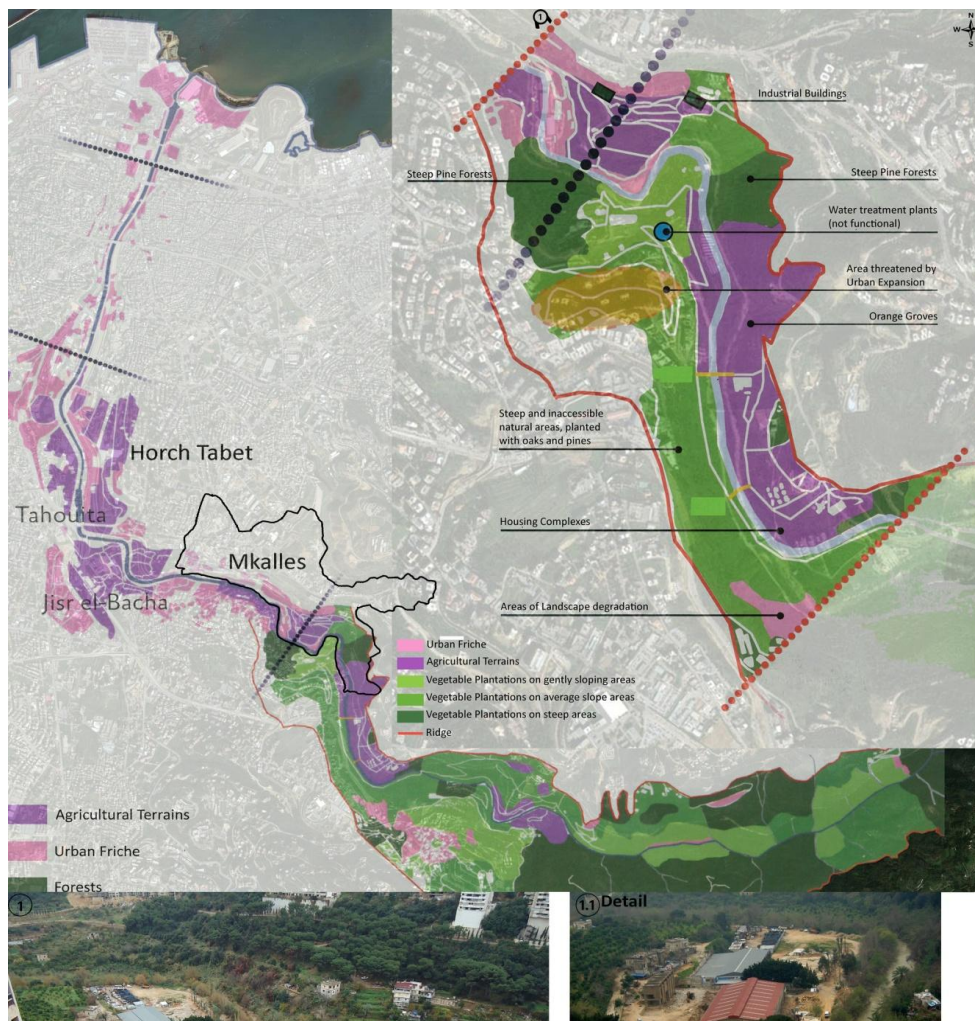 1
N
W
S
Industrial Buildings
Steep Pine Forests
Steep Pine Forests
Water treatment plants
(not functional)
Area threatened by
Urban Expansion
Orange Groves
Steep and inaccessible
natural areas, planted
with oaks and pines
Housing Complexes
Areas of Landscape degradation
Horch Tabet
Tahouita
Mkalles
Jisr el-Bacha
Urban Friche
Agricultural Terrains
Vegetable Plantations on gently sloping areas
Vegetable Plantations on average slope areas
Vegetable Plantations on steep areas
Ridge
Agricultural Terrains
Urban Friche
Forests
1
1.1 Detail